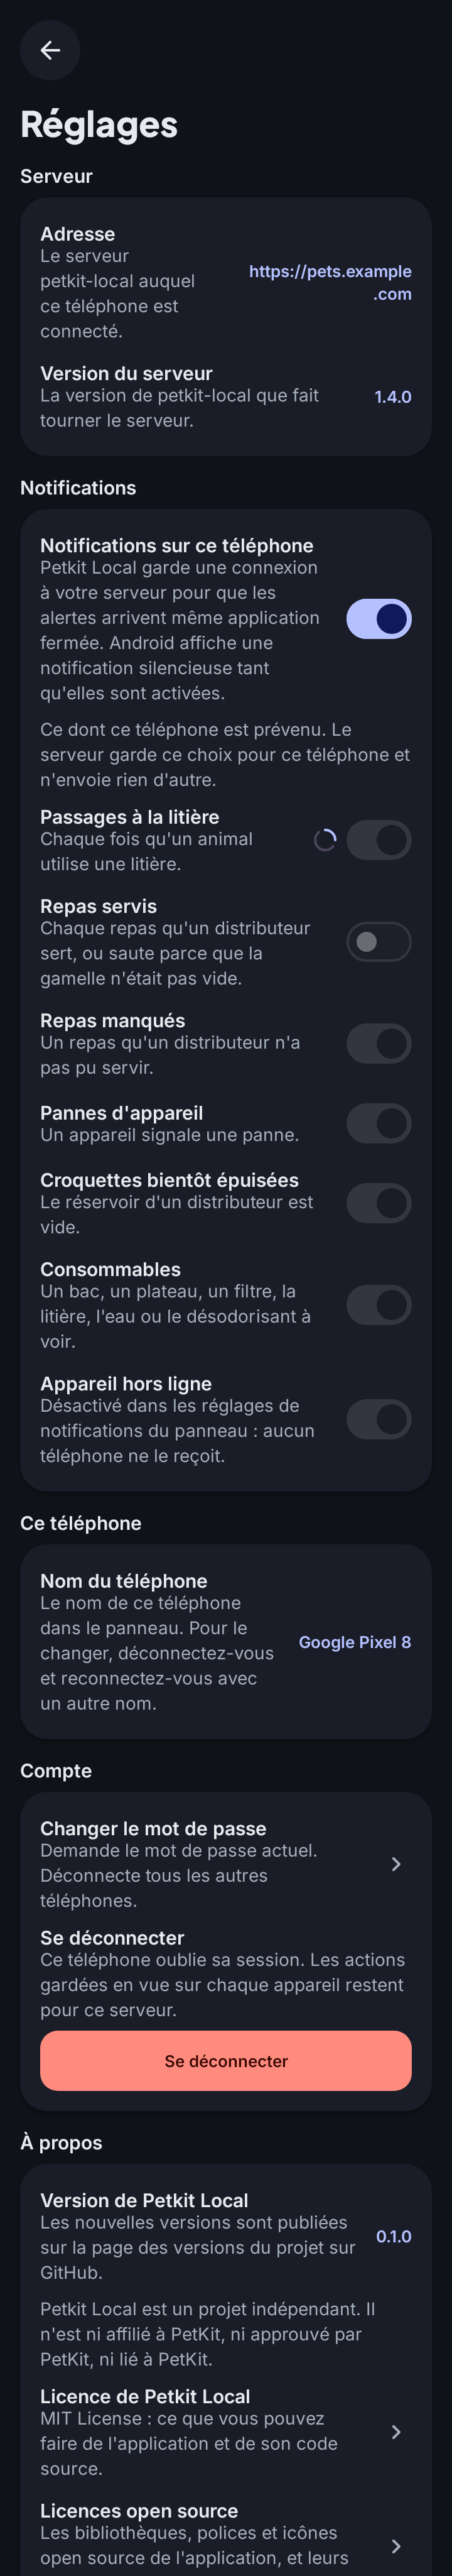 Réglages
Serveur
Adresse
Le serveur
petkit-local auquel
ce téléphone est
connecté.
https://pets.example
.com
Version du serveur
La version de petkit-local que fait
tourner le serveur.
1.4.0
Notifications
Notifications sur ce téléphone
Petkit Local garde une connexion
à votre serveur pour que les
alertes arrivent même application
fermée. Android affiche une
notification silencieuse tant
qu'elles sont activées.
Ce dont ce téléphone est prévenu. Le
serveur garde ce choix pour ce téléphone et
n'envoie rien d'autre.
Passages à la litière
Chaque fois qu'un animal
utilise une litière.
Repas servis
Chaque repas qu'un distributeur
sert, ou saute parce que la
gamelle n'était pas vide.
Repas manqués
Un repas qu'un distributeur n'a
pas pu servir.
Pannes d'appareil
Un appareil signale une panne.
Croquettes bientôt épuisées
Le réservoir d'un distributeur est
vide.
Consommables
Un bac, un plateau, un filtre, la
litière, l'eau ou le désodorisant à
voir.
Appareil hors ligne
Désactivé dans les réglages de
notifications du panneau : aucun
téléphone ne le reçoit.
Ce téléphone
Nom du téléphone
Le nom de ce téléphone
dans le panneau. Pour le
changer, déconnectez-vous
et reconnectez-vous avec
un autre nom.
Google Pixel 8
Compte
Changer le mot de passe
Demande le mot de passe actuel.
Déconnecte tous les autres
téléphones.
Se déconnecter
Ce téléphone oublie sa session. Les actions
gardées en vue sur chaque appareil restent
pour ce serveur.
Se déconnecter
À propos
Version de Petkit Local
Les nouvelles versions sont publiées
sur la page des versions du projet sur
GitHub.
0.1.0
Petkit Local est un projet indépendant. Il
n'est ni affilié à PetKit, ni approuvé par
PetKit, ni lié à PetKit.
Licence de Petkit Local
MIT License : ce que vous pouvez
faire de l'application et de son code
source.
Licences open source
Les bibliothèques, polices et icônes
open source de l'application, et leurs